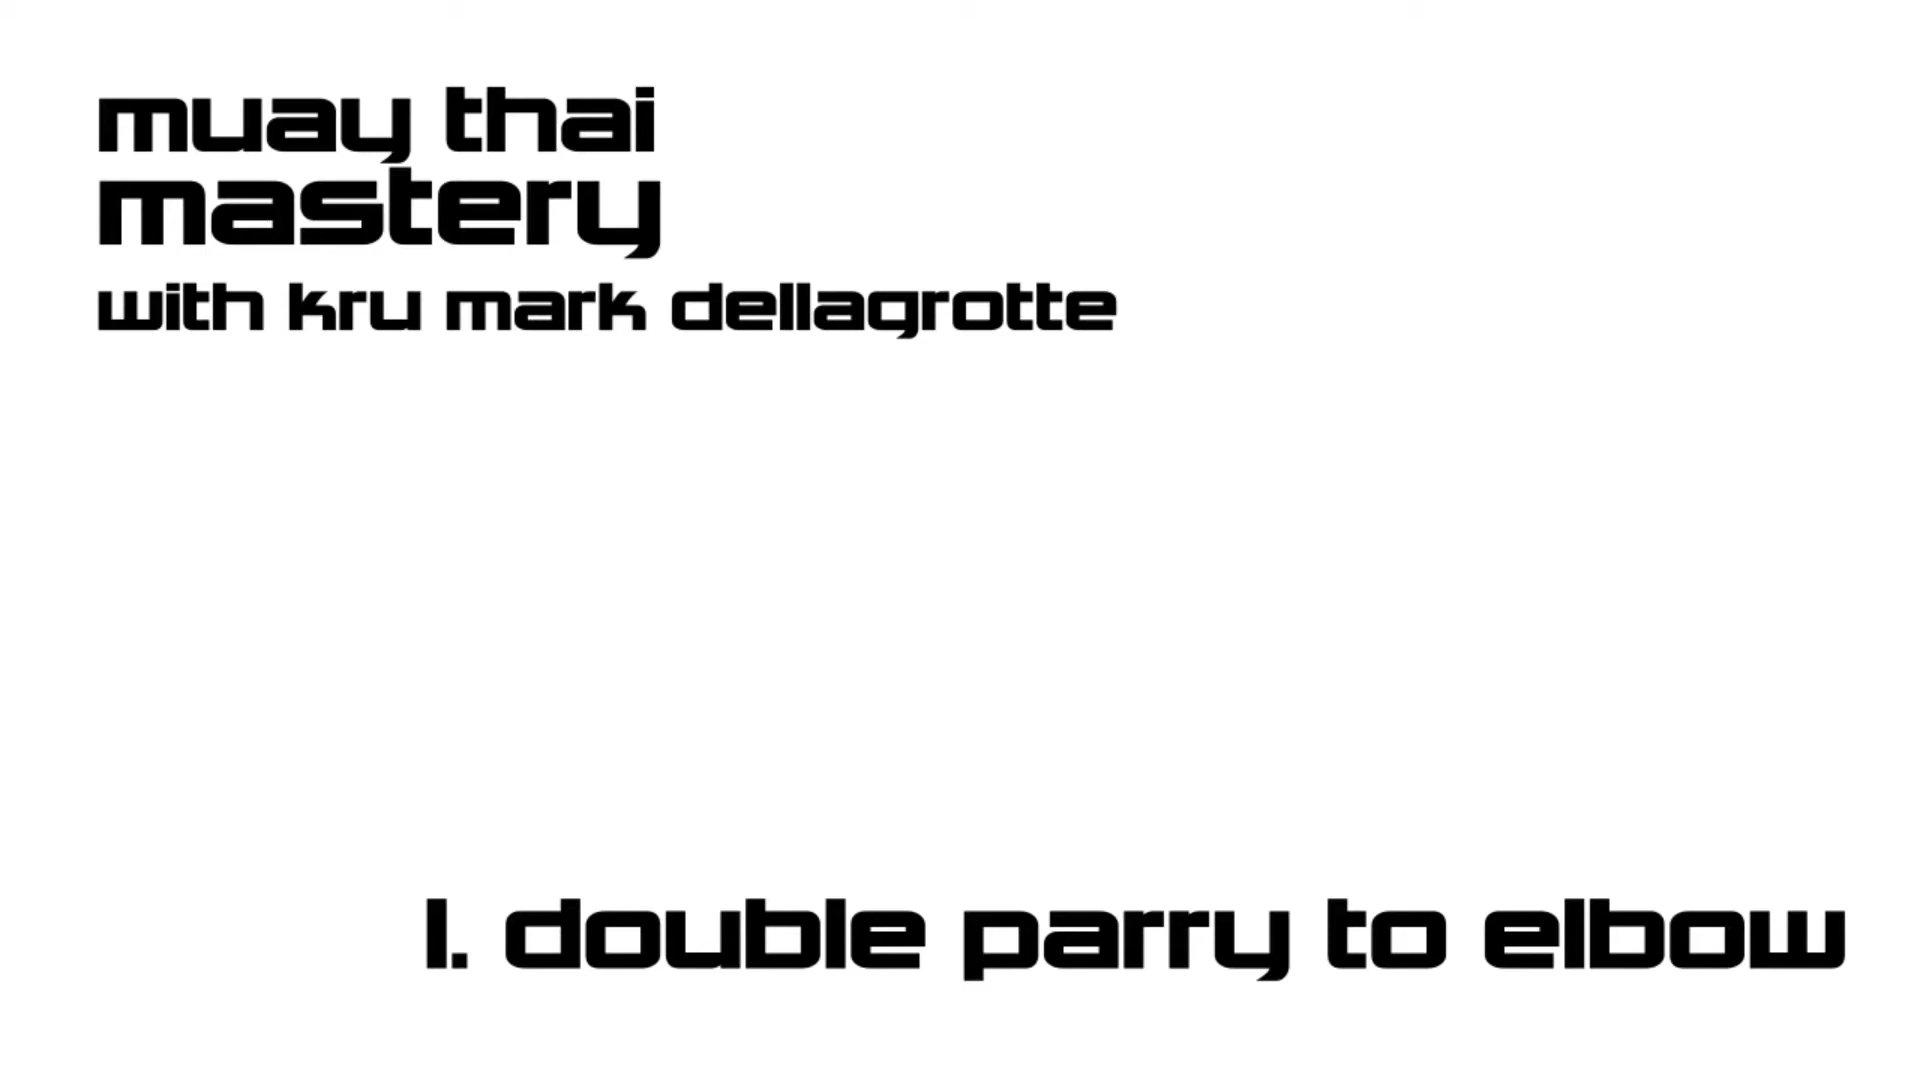 muay thai
mastery
with kru mark dellagrotte
1. double parry to elbow